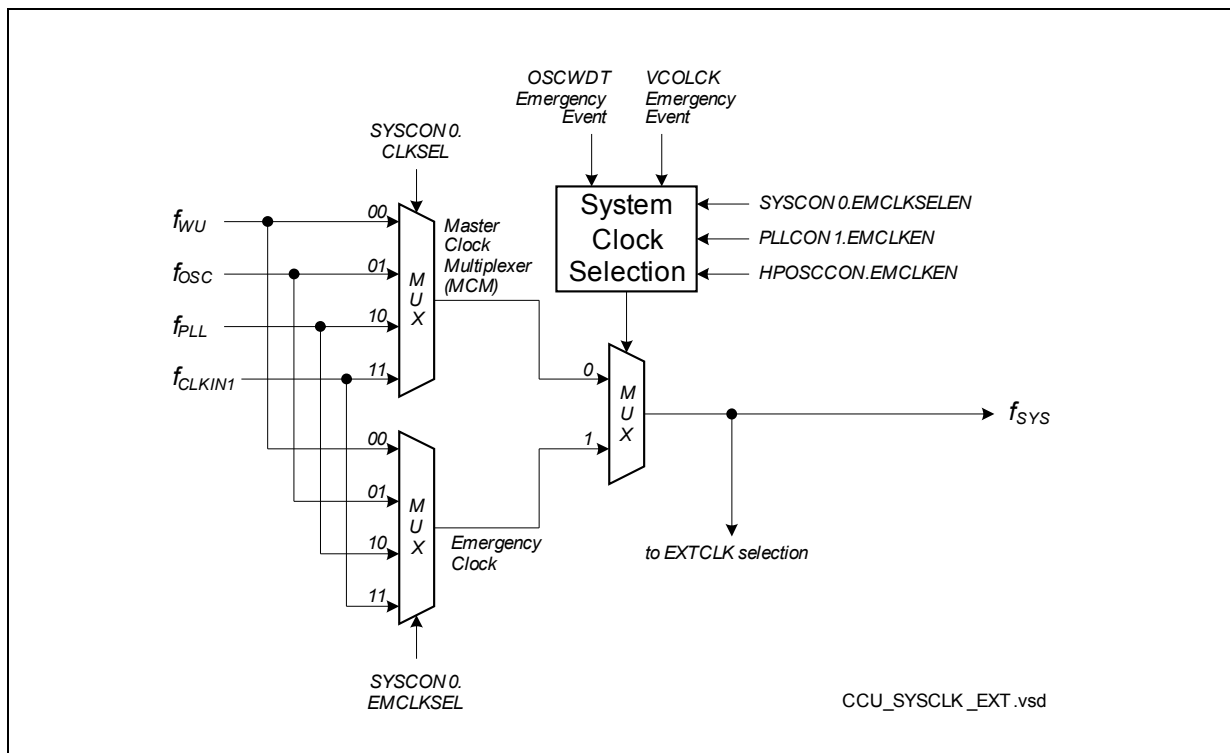 OSCWDT
Emergency
Event
VCOLCK
Emergency
Event
SYSCON 0.
CLKSEL
fWU
fOSC
fPLL
fCLKIN1
00
01
10
11
M
U
X
Master
Clock
Multiplexer
(MCM)
System
Clock
Selection
SYSCON 0.EMCLKSELEN
PLLCON 1.EMCLKEN
HPOSCCON.EMCLKEN
0
1
M
U
X
fSYS
to EXTCLK selection
00
01
10
11
M
U
X
Emergency
Clock
SYSCON 0.
EMCLKSEL
CCU_SYSCLK _EXT .vsd